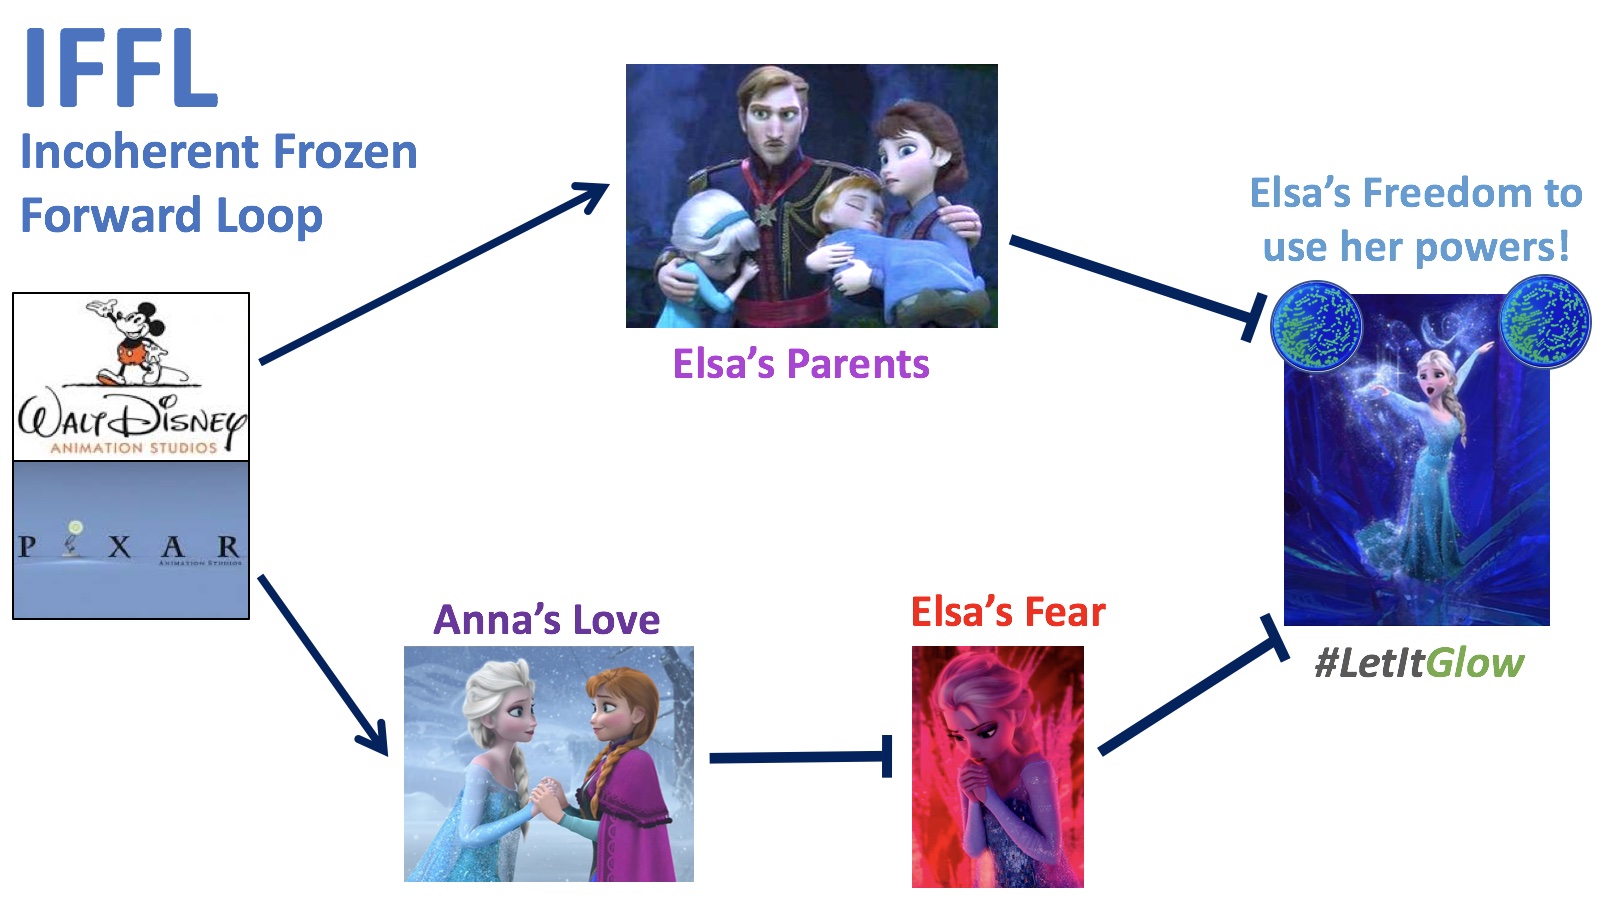 IFFL
Incoherent Frozen
Forward Loop
Elsa's Freedom to
use her powers!
Elsa's Parents
WALT DISNEY
ANIMATION STUDIOS
PIXAR
ANIMATION STUDIOS
Anna's Love
Elsa's Fear
#LetItGlow